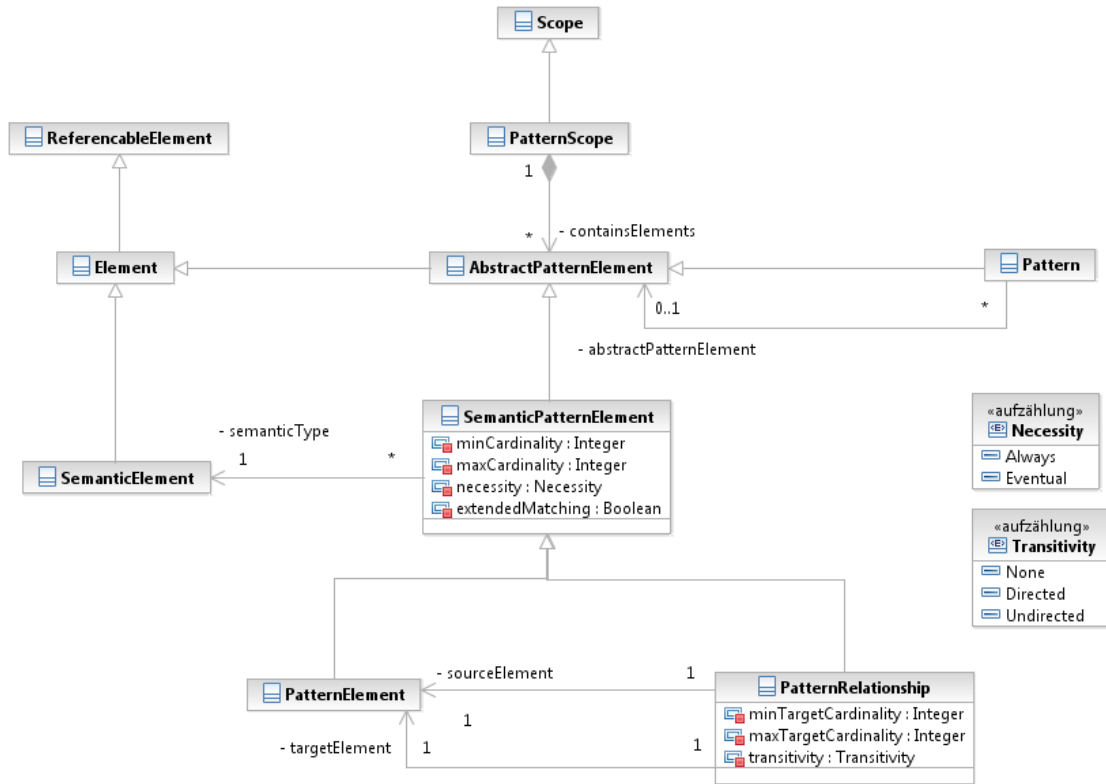 Scope
ReferencableElement
PatternScope
1
*
- containsElements
Element
AbstractPatternElement
Pattern
0..1
*
- abstractPatternElement
SemanticPatternElement
minCardinality : Integer
maxCardinality : Integer
necessity : Necessity
extendedMatching : Boolean
- semanticType
1
*
SemanticElement
«aufzählung»
Necessity
Always
Eventual
«aufzählung»
Transitivity
None
Directed
Undirected
- sourceElement
1
PatternElement
1
- targetElement
1
1
PatternRelationship
minTargetCardinality : Integer
maxTargetCardinality : Integer
transitivity : Transitivity